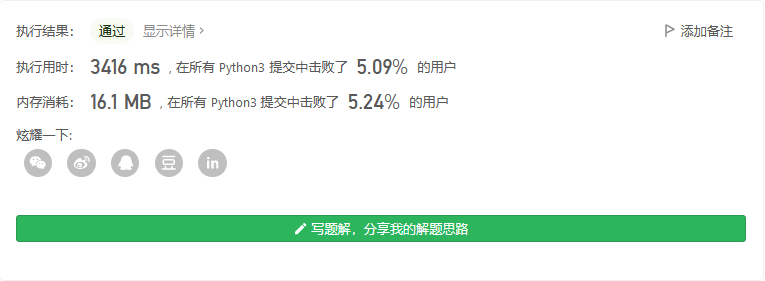 执行结果： 通过 显示详情 › 添加备注
执行用时： 3416 ms , 在所有 Python3 提交中击败了 5.09% 的用户
内存消耗： 16.1 MB , 在所有 Python3 提交中击败了 5.24% 的用户
炫耀一下:
豆 in
写题解，分享我的解题思路